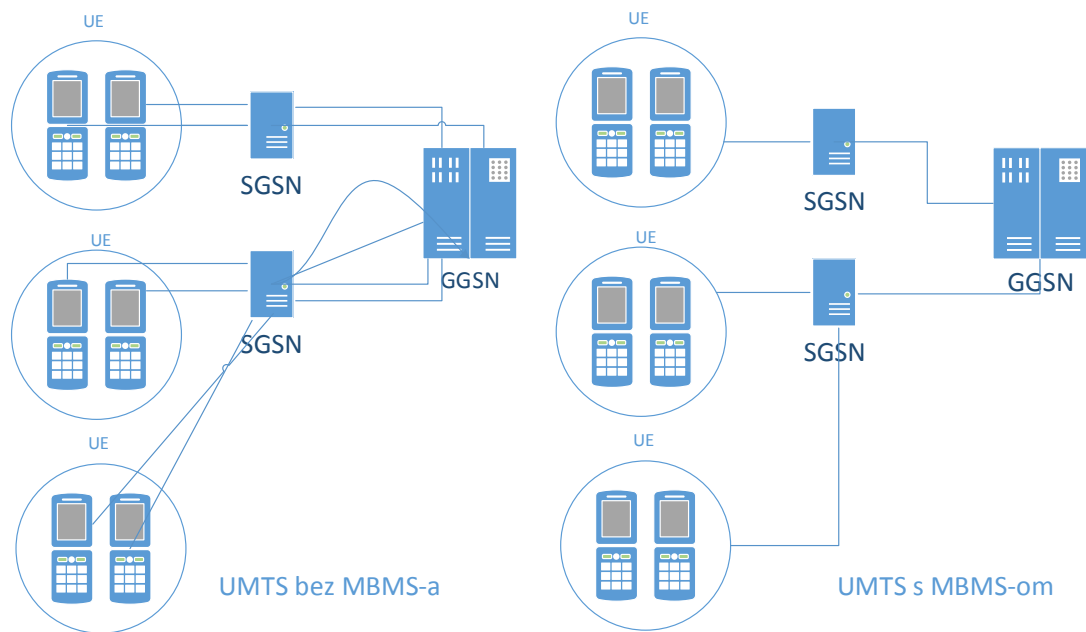 UE
SGSN
UE
GGSN
SGSN
UE
UMTS bez MBMS-a
UE
SGSN
UE
GGSN
SGSN
UE
UMTS s MBMS-om